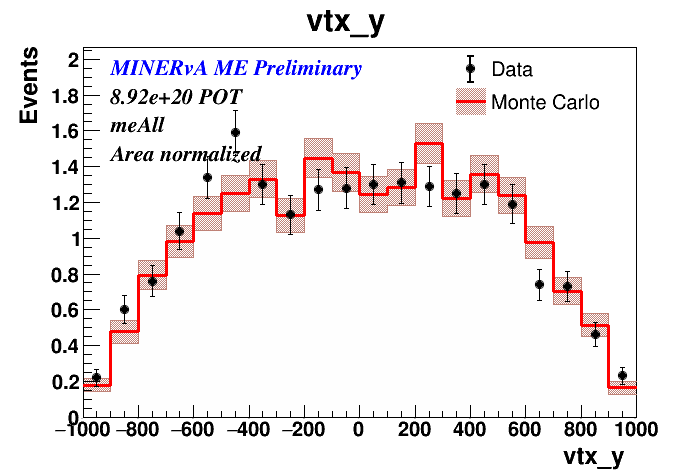 vtx_y
Events
MINERvA ME Preliminary
8.92e+20 POT
meAll
Area normalized
Data
Monte Carlo
2
1.8
1.6
1.4
1.2
1
0.8
0.6
0.4
0.2
0
−1000 −800 −600 −400 −200 0 200 400 600 800 1000
vtx_y